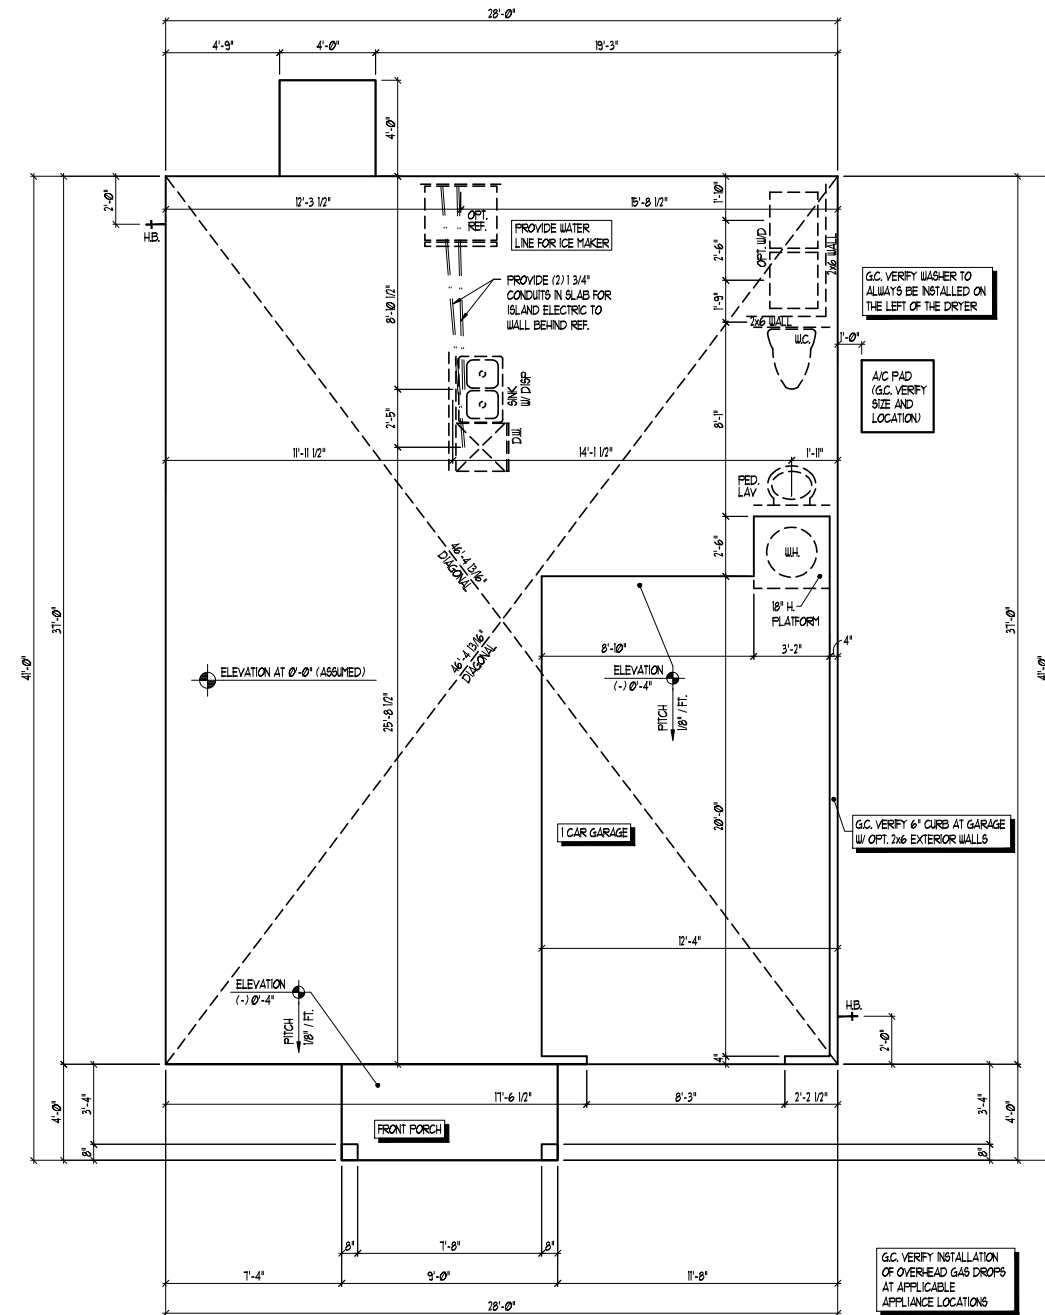 28'-0"
4'-9"
4'-0"
19'-3"
4'-0"
2'-0"
H.B.
12'-3 1/2"
15'-8 1/2"
1'-10"
OPT.
REF.
PROVIDE WATER
LINE FOR ICE MAKER
OPT. W/D
2x6 WALL
2'-6"
1'-9"
PROVIDE (2) 1 3/4"
CONDUITS IN SLAB FOR
ISLAND ELECTRIC TO
WALL BEHIND REF.
8'-10 1/2"
G.C. VERIFY WASHER TO
ALWAYS BE INSTALLED ON
THE LEFT OF THE DRYER
2x6 WALL
W.C.
1'-0"
A/C PAD
(G.C. VERIFY
SIZE AND
LOCATION)
SINK
W/ DISP
D.W.
2'-5"
8'-1"
11'-11 1/2"
14'-1 1/2"
1'-11"
PED.
LAV
2'-6"
W.H.
46'-4 13/16"
DIAGONAL
46'-4 13/16"
DIAGONAL
18" H.
PLATFORM
37'-0"
41'-0"
37'-0"
41'-0"
8'-10"
3'-2"
4"
ELEVATION AT 0'-0" (ASSUMED)
ELEVATION
(-) 0'-4"
PITCH
1/8" / FT.
25'-8 1/2"
20'-0"
1 CAR GARAGE
G.C. VERIFY 6" CURB AT GARAGE
W/ OPT. 2x6 EXTERIOR WALLS
12'-4"
ELEVATION
(-) 0'-4"
PITCH
1/8" / FT.
H.B.
2'-0"
4"
17'-6 1/2"
8'-3"
2'-2 1/2"
4'-0"
3'-4"
8"
3'-4"
4'-0"
8"
FRONT PORCH
8"
7'-8"
8"
7'-4"
9'-0"
11'-8"
28'-0"
G.C. VERIFY INSTALLATION
OF OVERHEAD GAS DROPS
AT APPLICABLE
APPLIANCE LOCATIONS